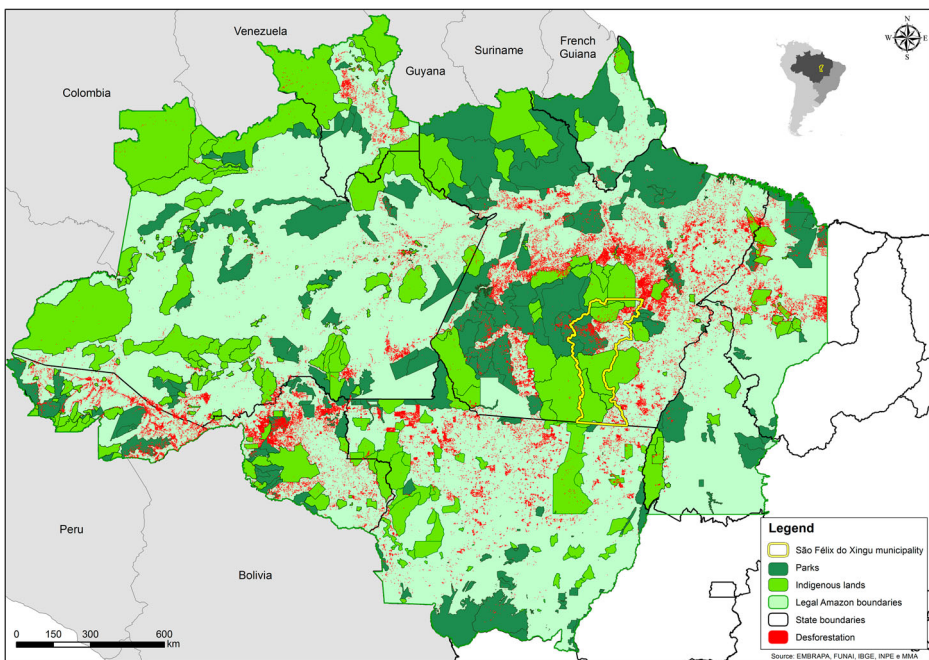 Venezuela
Suriname
French
Guiana
Guyana
Colombia
Peru
Bolivia
N
W
E
S
Legend
São Félix do Xingu municipality
Parks
Indigenous lands
Legal Amazon boundaries
State boundaries
Desforestation
0 150 300 600
km
Source: EMBRAPA, FUNAI, IBGE, INPE e MMA